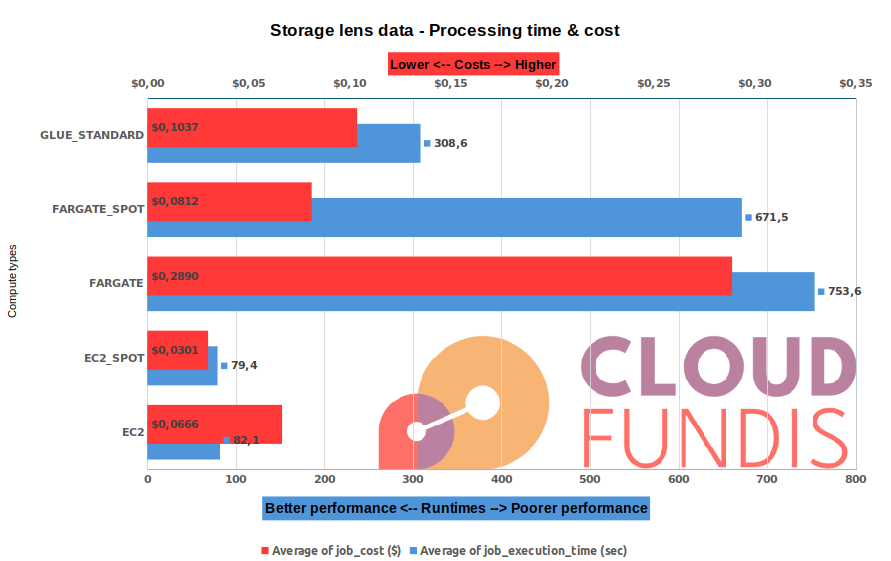 Storage lens data - Processing time & cost
Lower <-- Costs --> Higher
$0,00 $0,05 $0,10 $0,15 $0,20 $0,25 $0,30 $0,35
GLUE_STANDARD $0,1037 308,6
FARGATE_SPOT $0,0812 671,5
FARGATE $0,2890 753,6
EC2_SPOT $0,0301 79,4
EC2 $0,0666 82,1
Compute types
CLOUD
FUNDIS
0 100 200 300 400 500 600 700 800
Better performance <-- Runtimes --> Poorer performance
Average of job_cost ($) Average of job_execution_time (sec)